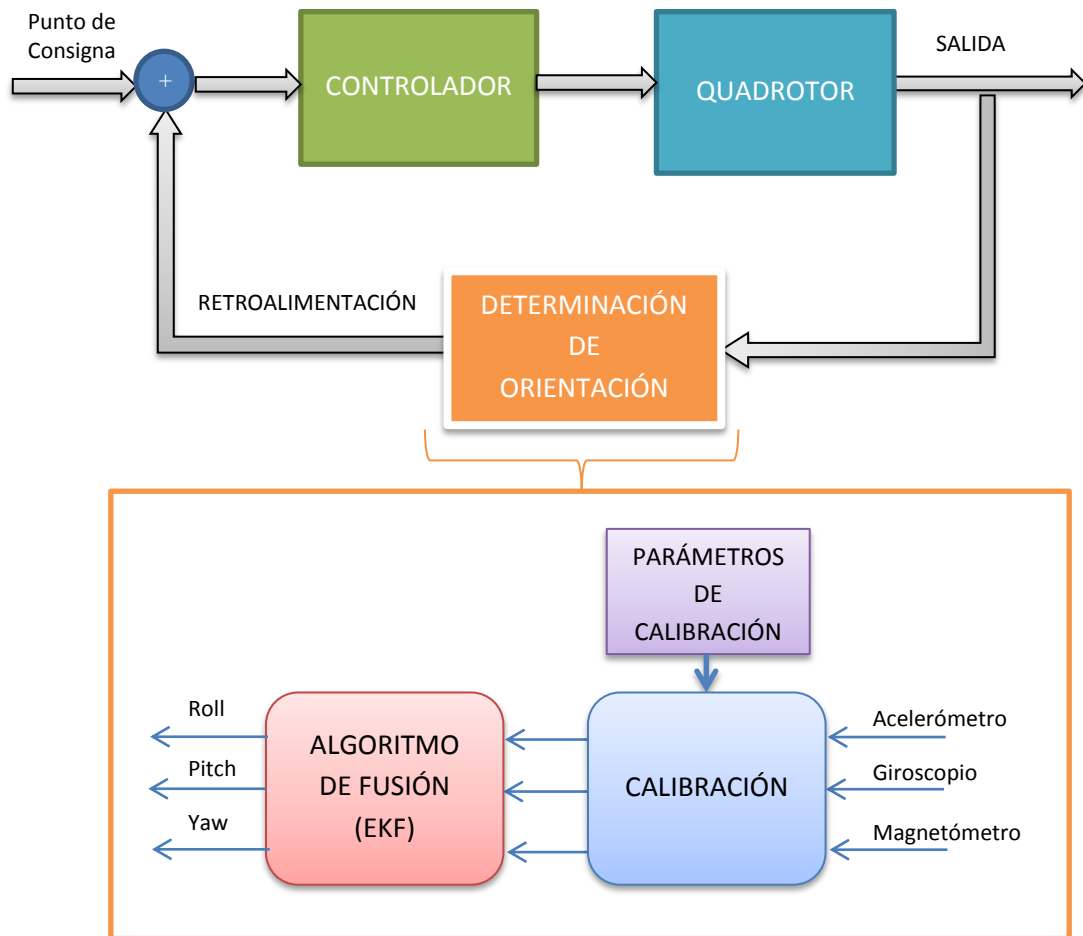 Punto de
Consigna
+
CONTROLADOR
QUADROTOR
SALIDA
RETROALIMENTACIÓN
DETERMINACIÓN
DE
ORIENTACIÓN
PARÁMETROS
DE
CALIBRACIÓN
Roll
Pitch
Yaw
ALGORITMO
DE FUSIÓN
(EKF)
CALIBRACIÓN
Acelerómetro
Giroscopio
Magnetómetro